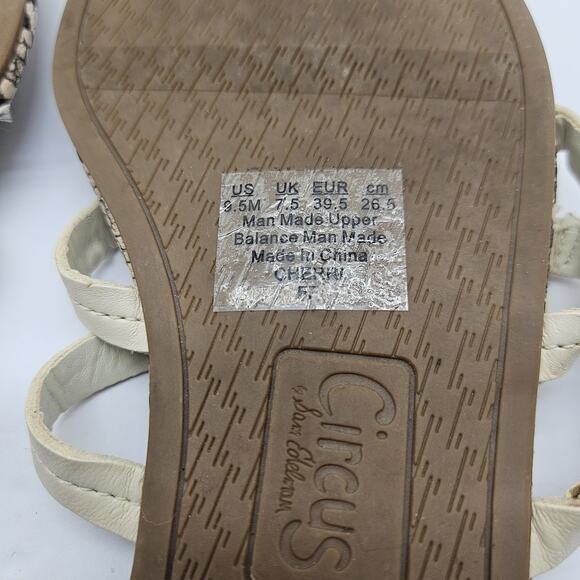 US UK EUR cm
9.5M 7.5 39.5 26.5
Man Made Upper
Balance Man Made
Made In China
CIRCUS
by Sam Edelman